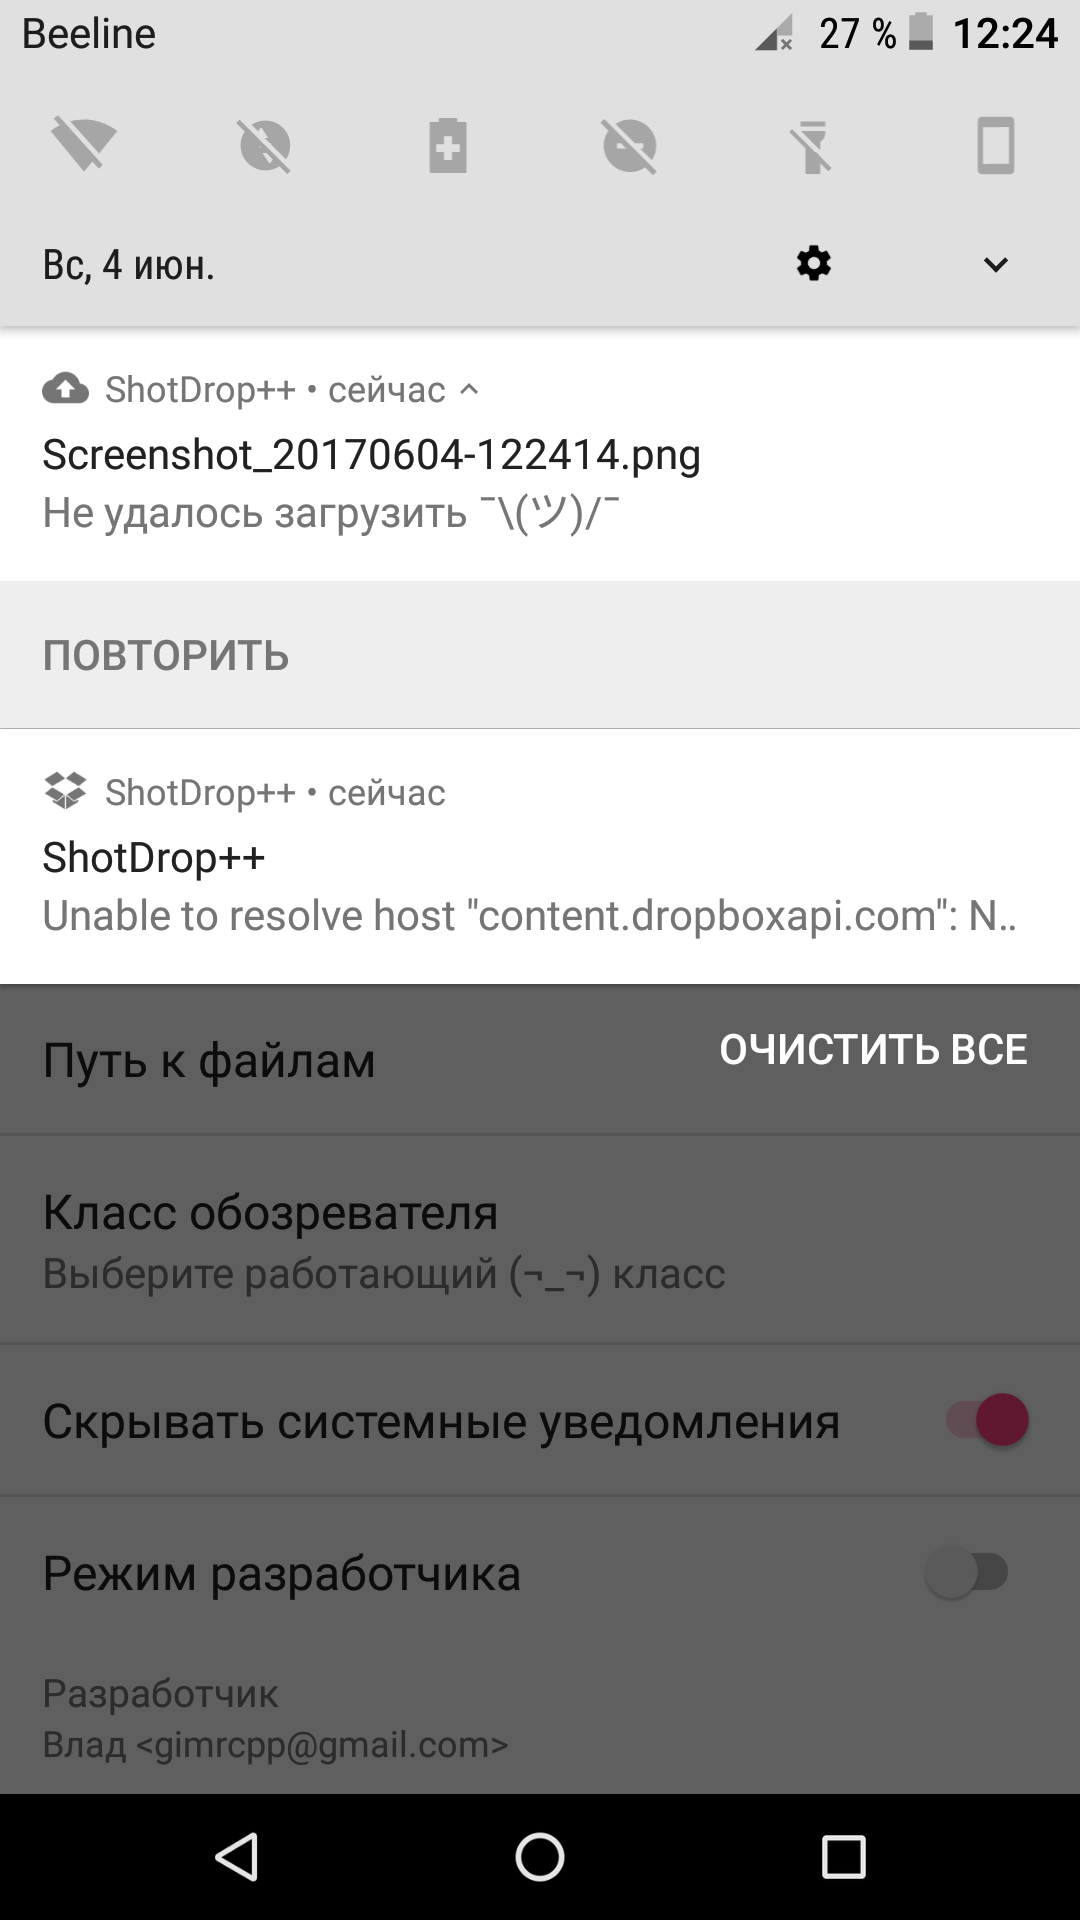 Beeline 27 % 12:24
Вс, 4 июн.
ShotDrop++ • сейчас
Screenshot_20170604-122414.png
Не удалось загрузить ¯\(ツ)/¯
ПОВТОРИТЬ
ShotDrop++ • сейчас
ShotDrop++
Unable to resolve host "content.dropboxapi.com": N..
Путь к файлам
ОЧИСТИТЬ ВСЕ
Класс обозревателя
Выберите работающий (¬_¬) класс
Скрывать системные уведомления
Режим разработчика
Разработчик
Влад <gimrcpp@gmail.com>